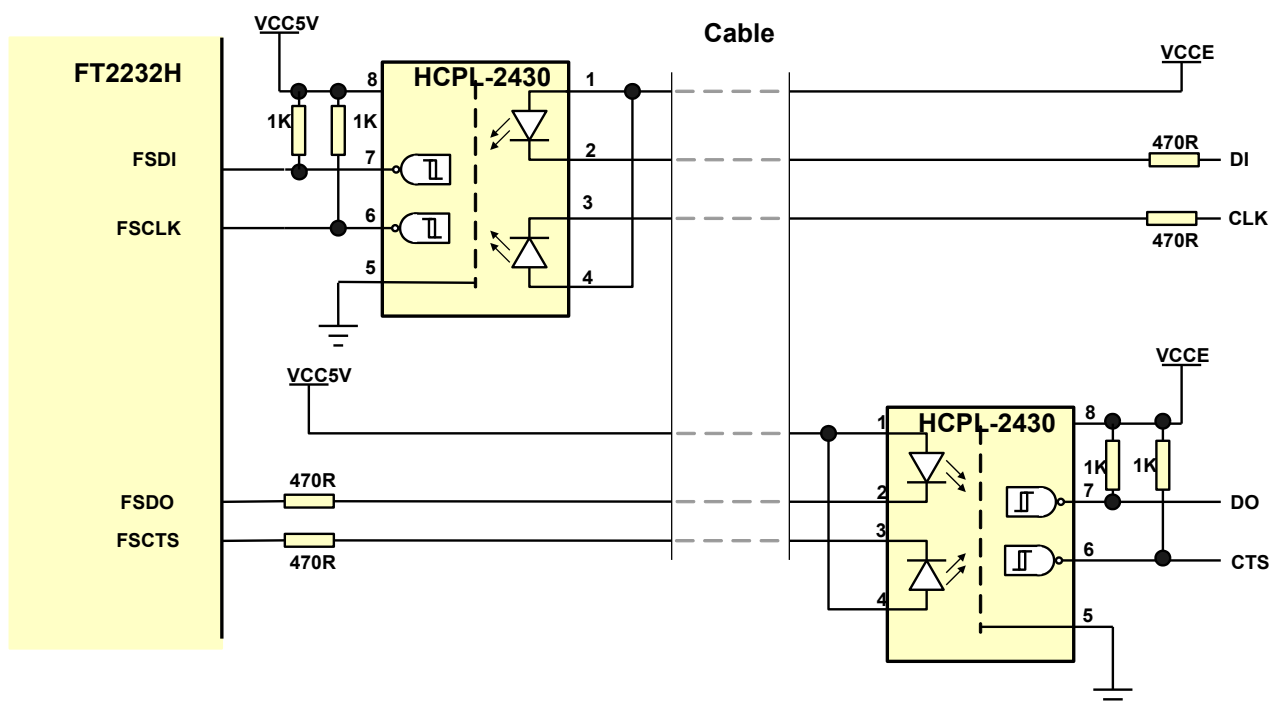 VCC5V
Cable
VCCE
FT2232H
HCPL-2430
8
1
1K
1K
470R
FSDI
7
2
DI
3
FSCLK
6
CLK
470R
5
4
VCC5V
VCCE
1
HCPL-2430
8
1K
1K
470R
FSDO
2
7
DO
FSCTS
3
470R
6
CTS
4
5